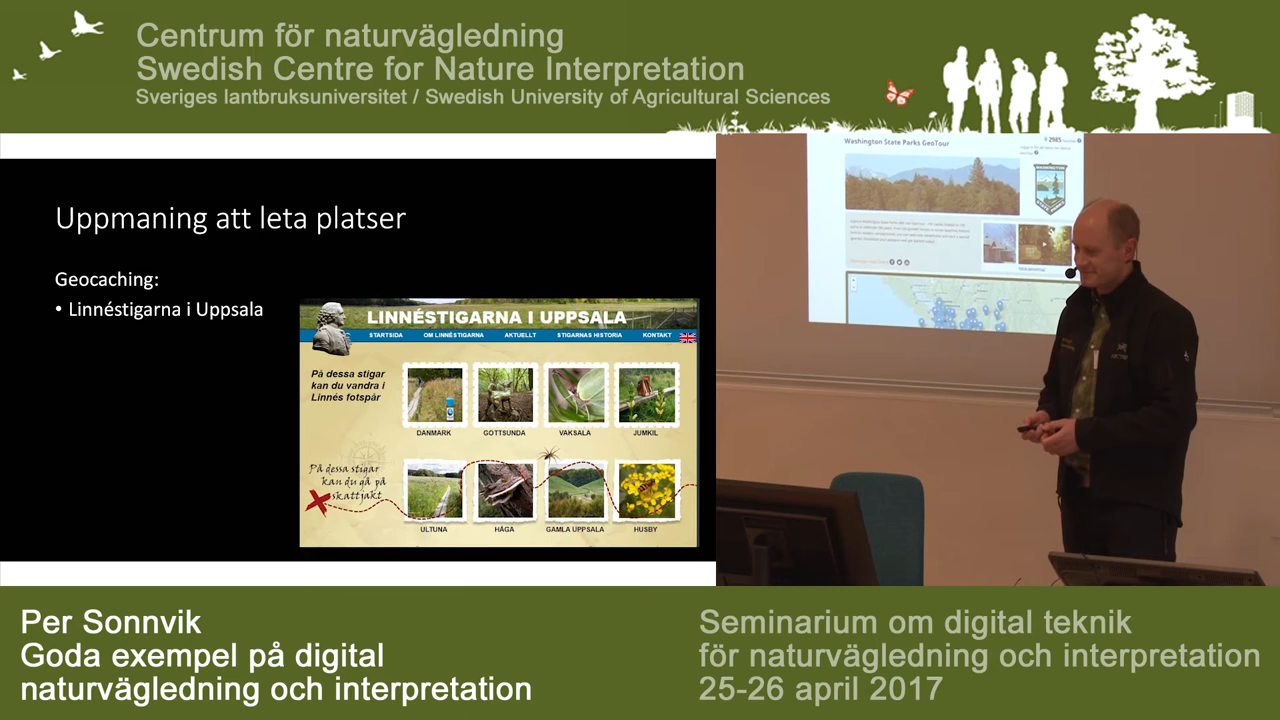 Centrum för naturvägledning
Swedish Centre for Nature Interpretation
Sveriges lantbruksuniversitet / Swedish University of Agricultural Sciences
Uppmaning att leta platser
Geocaching:
• Linnéstigarna i Uppsala
LINNÉSTIGARNA I UPPSALA
STARTSIDA OM LINNÉSTIGARNA AKTUELLT STIGARNAS HISTORIA KONTAKT
På dessa stigar
kan du vandra i
Linnés fotspår
DANMARK GOTTSUNDA VAKSALA JUMKIL
På dessa stigar
kan du gå på
skattjakt
ULTUNA HÅGA GAMLA UPPSALA HUSBY
Washington State Parks GeoTour
2985
WASHINGTON
Per Sonnvik
Goda exempel på digital
naturvägledning och interpretation
Seminarium om digital teknik
för naturvägledning och interpretation
25-26 april 2017